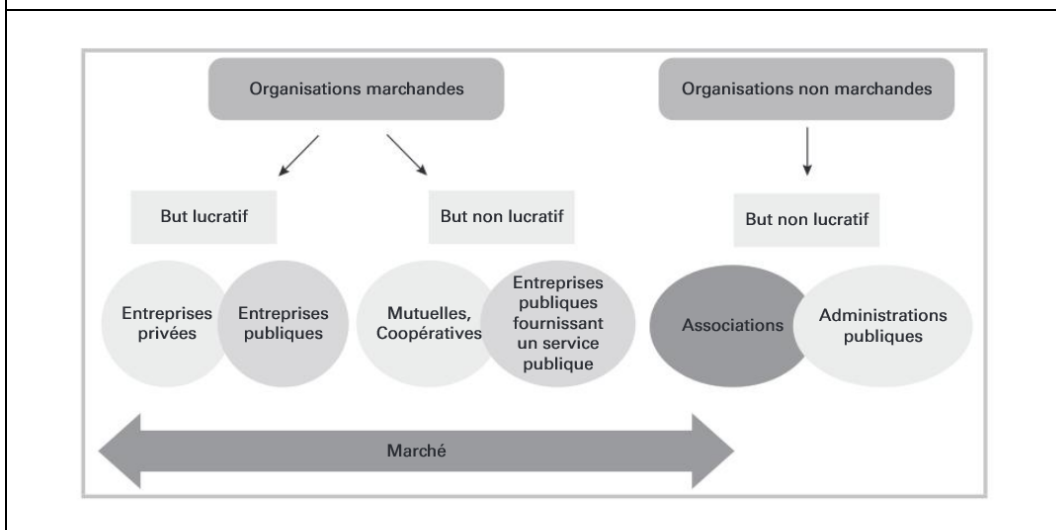 Organisations marchandes
Organisations non marchandes
But lucratif
But non lucratif
But non lucratif
Entreprises
privées
Entreprises
publiques
Mutuelles,
Coopératives
Entreprises
publiques
fournissant
un service
publique
Associations
Administrations
publiques
Marché